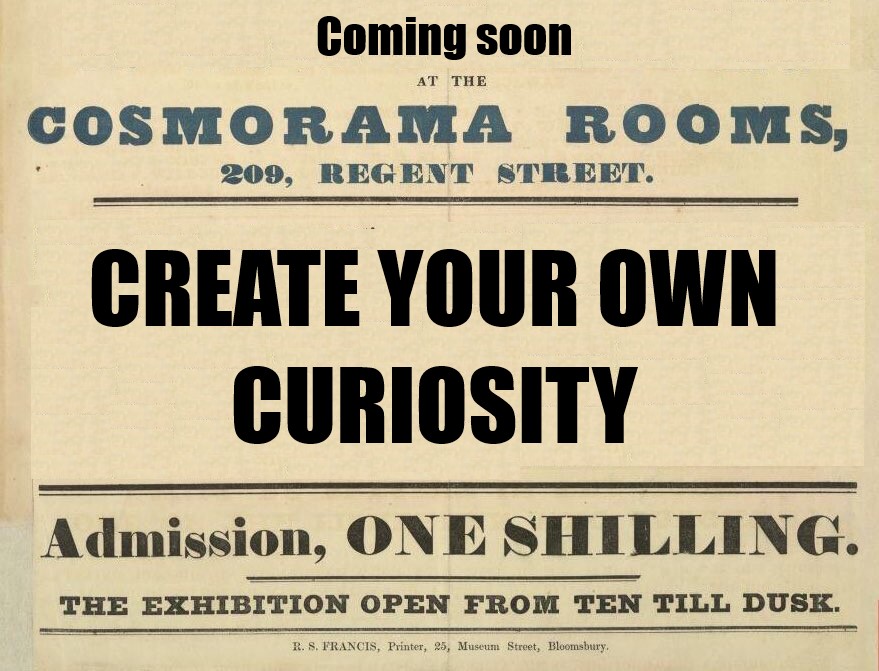 Coming soon
AT THE
COSMORAMA ROOMS,
209, REGENT STREET.
CREATE YOUR OWN
CURIOSITY
Admission, ONE SHILLING.
THE EXHIBITION OPEN FROM TEN TILL DUSK.
R. S. FRANCIS, Printer, 25, Museum Street, Bloomsbury.